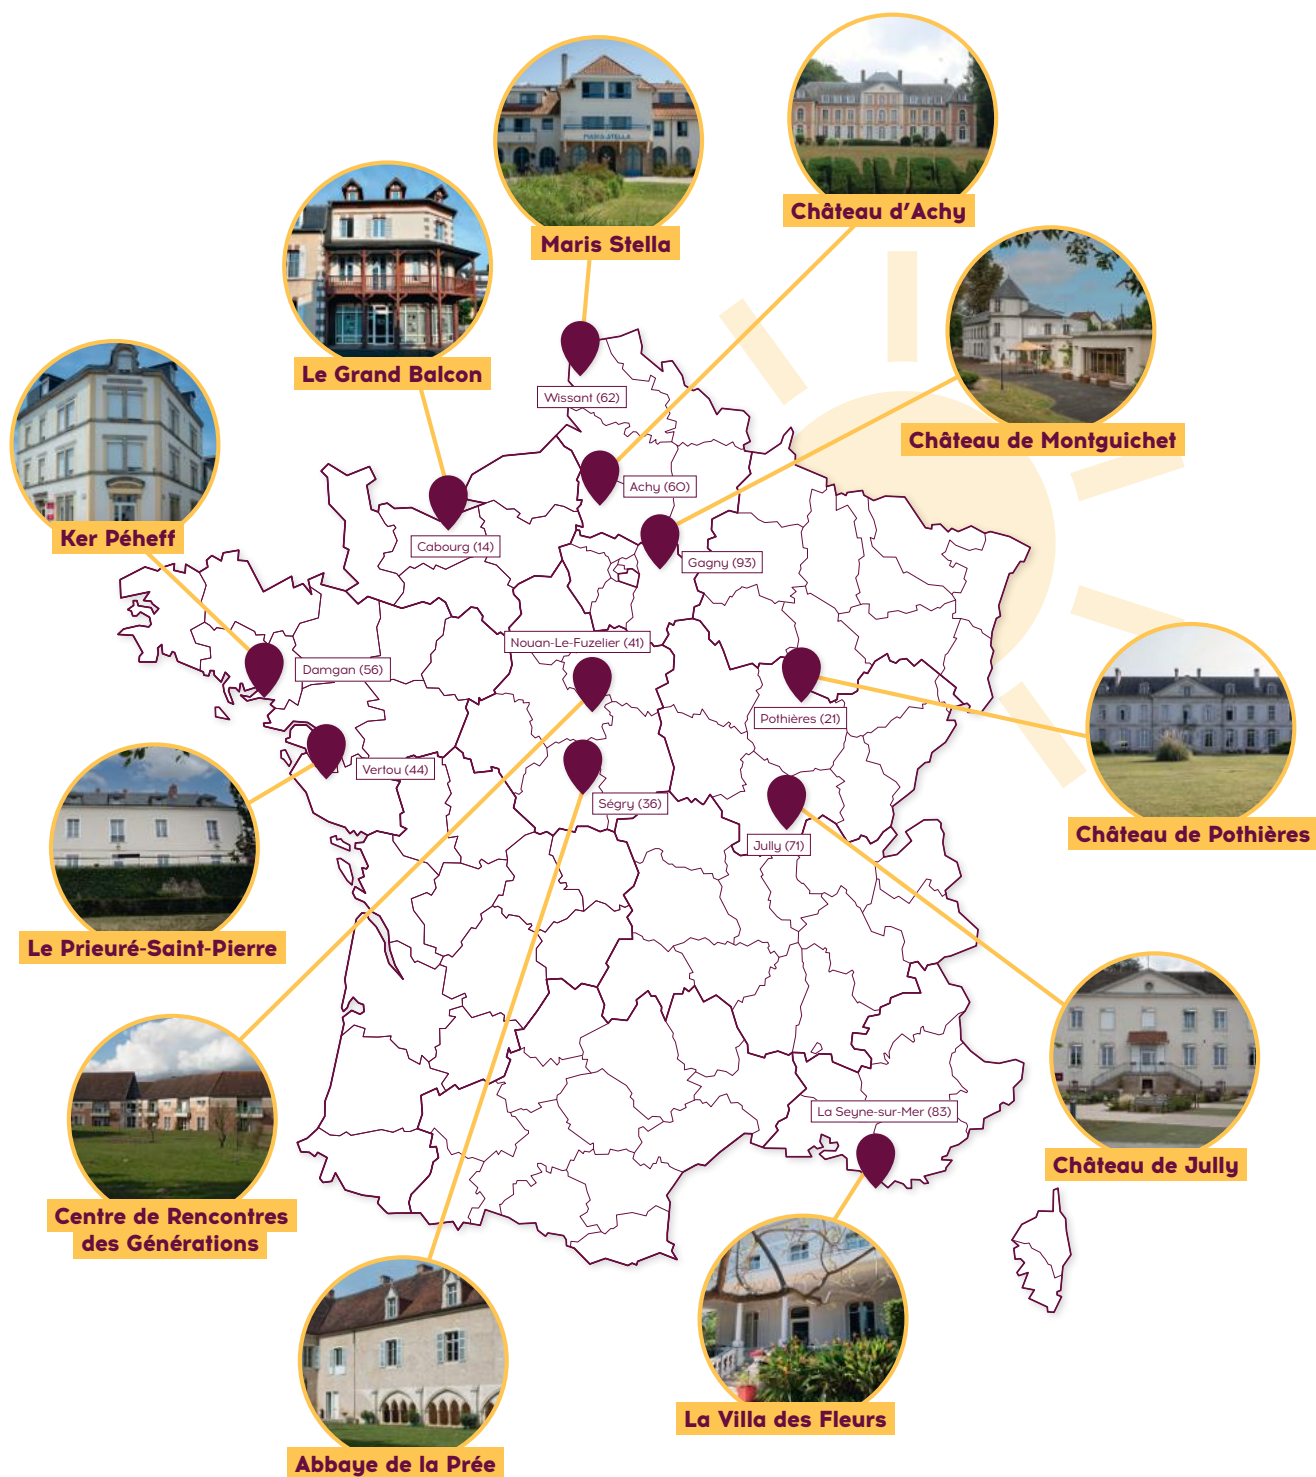 Maris Stella
MARIS-STELLA
Château d'Achy
Le Grand Balcon
Château de Montguichet
Ker Péheff
Wissant (62)
Achy (60)
Cabourg (14)
Gagny (93)
Nouan-Le-Fuzelier (41)
Damgan (56)
Pothières (21)
Vertou (44)
Ségry (36)
Jully (71)
Château de Pothières
Le Prieuré-Saint-Pierre
La Seyne-sur-Mer (83)
Château de Jully
Centre de Rencontres
des Générations
La Villa des Fleurs
Abbaye de la Prée